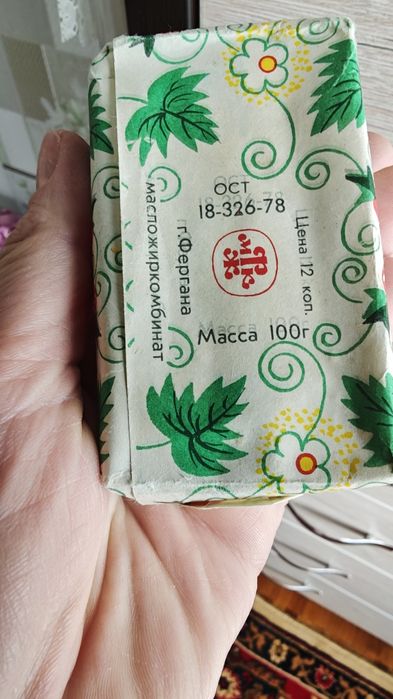 ОСТ
18-326-78
Масса 100г
Цена 12 коп.
г. Фергана
масложиркомбинат